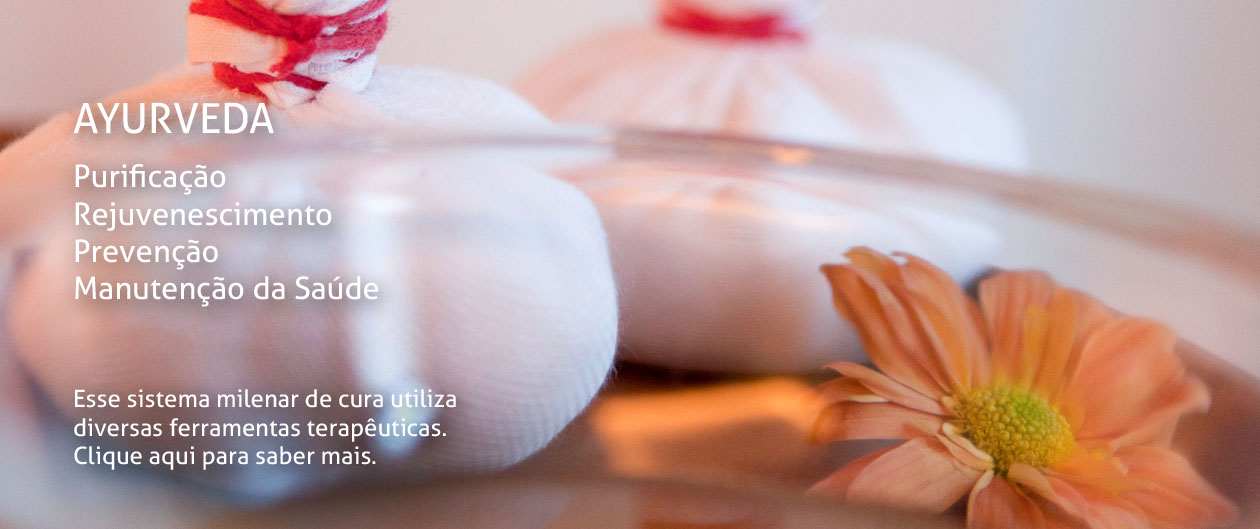 AYURVEDA
Purificação
Rejuvenescimento
Prevenção
Manutenção da Saúde
Esse sistema milenar de cura utiliza
diversas ferramentas terapêuticas.
Clique aqui para saber mais.